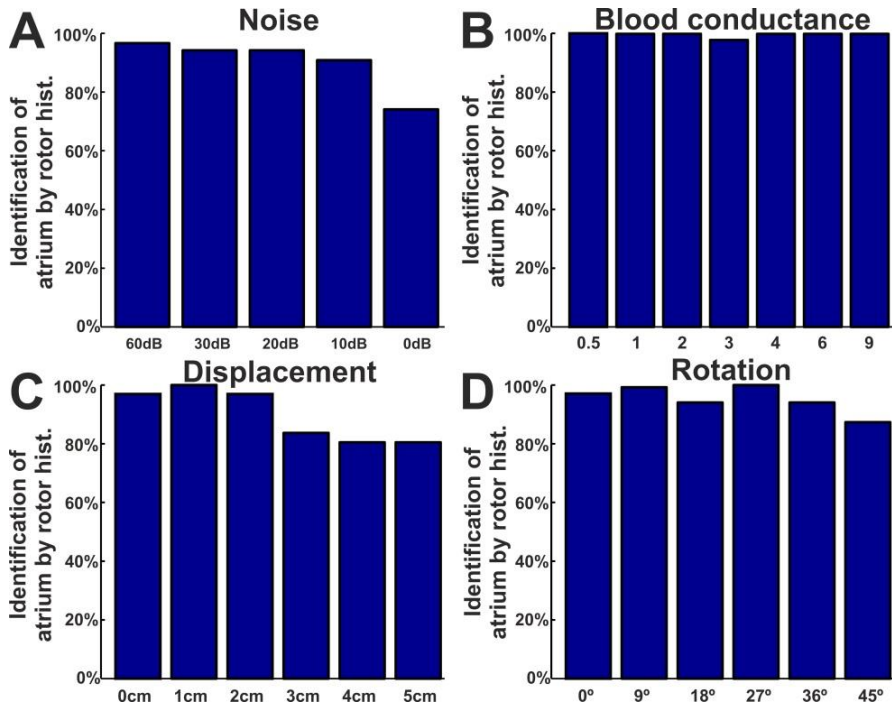 A
Noise
Identification of
atrium by rotor hist.
100%
80%
60%
40%
20%
0%
60dB 30dB 20dB 10dB 0dB
B
Blood conductance
Identification of
atrium by rotor hist.
100%
80%
60%
40%
20%
0%
0.5 1 2 3 4 6 9
C
Displacement
Identification of
atrium by rotor hist.
100%
80%
60%
40%
20%
0%
0cm 1cm 2cm 3cm 4cm 5cm
D
Rotation
Identification of
atrium by rotor hist.
100%
80%
60%
40%
20%
0%
0º 9º 18º 27º 36º 45º